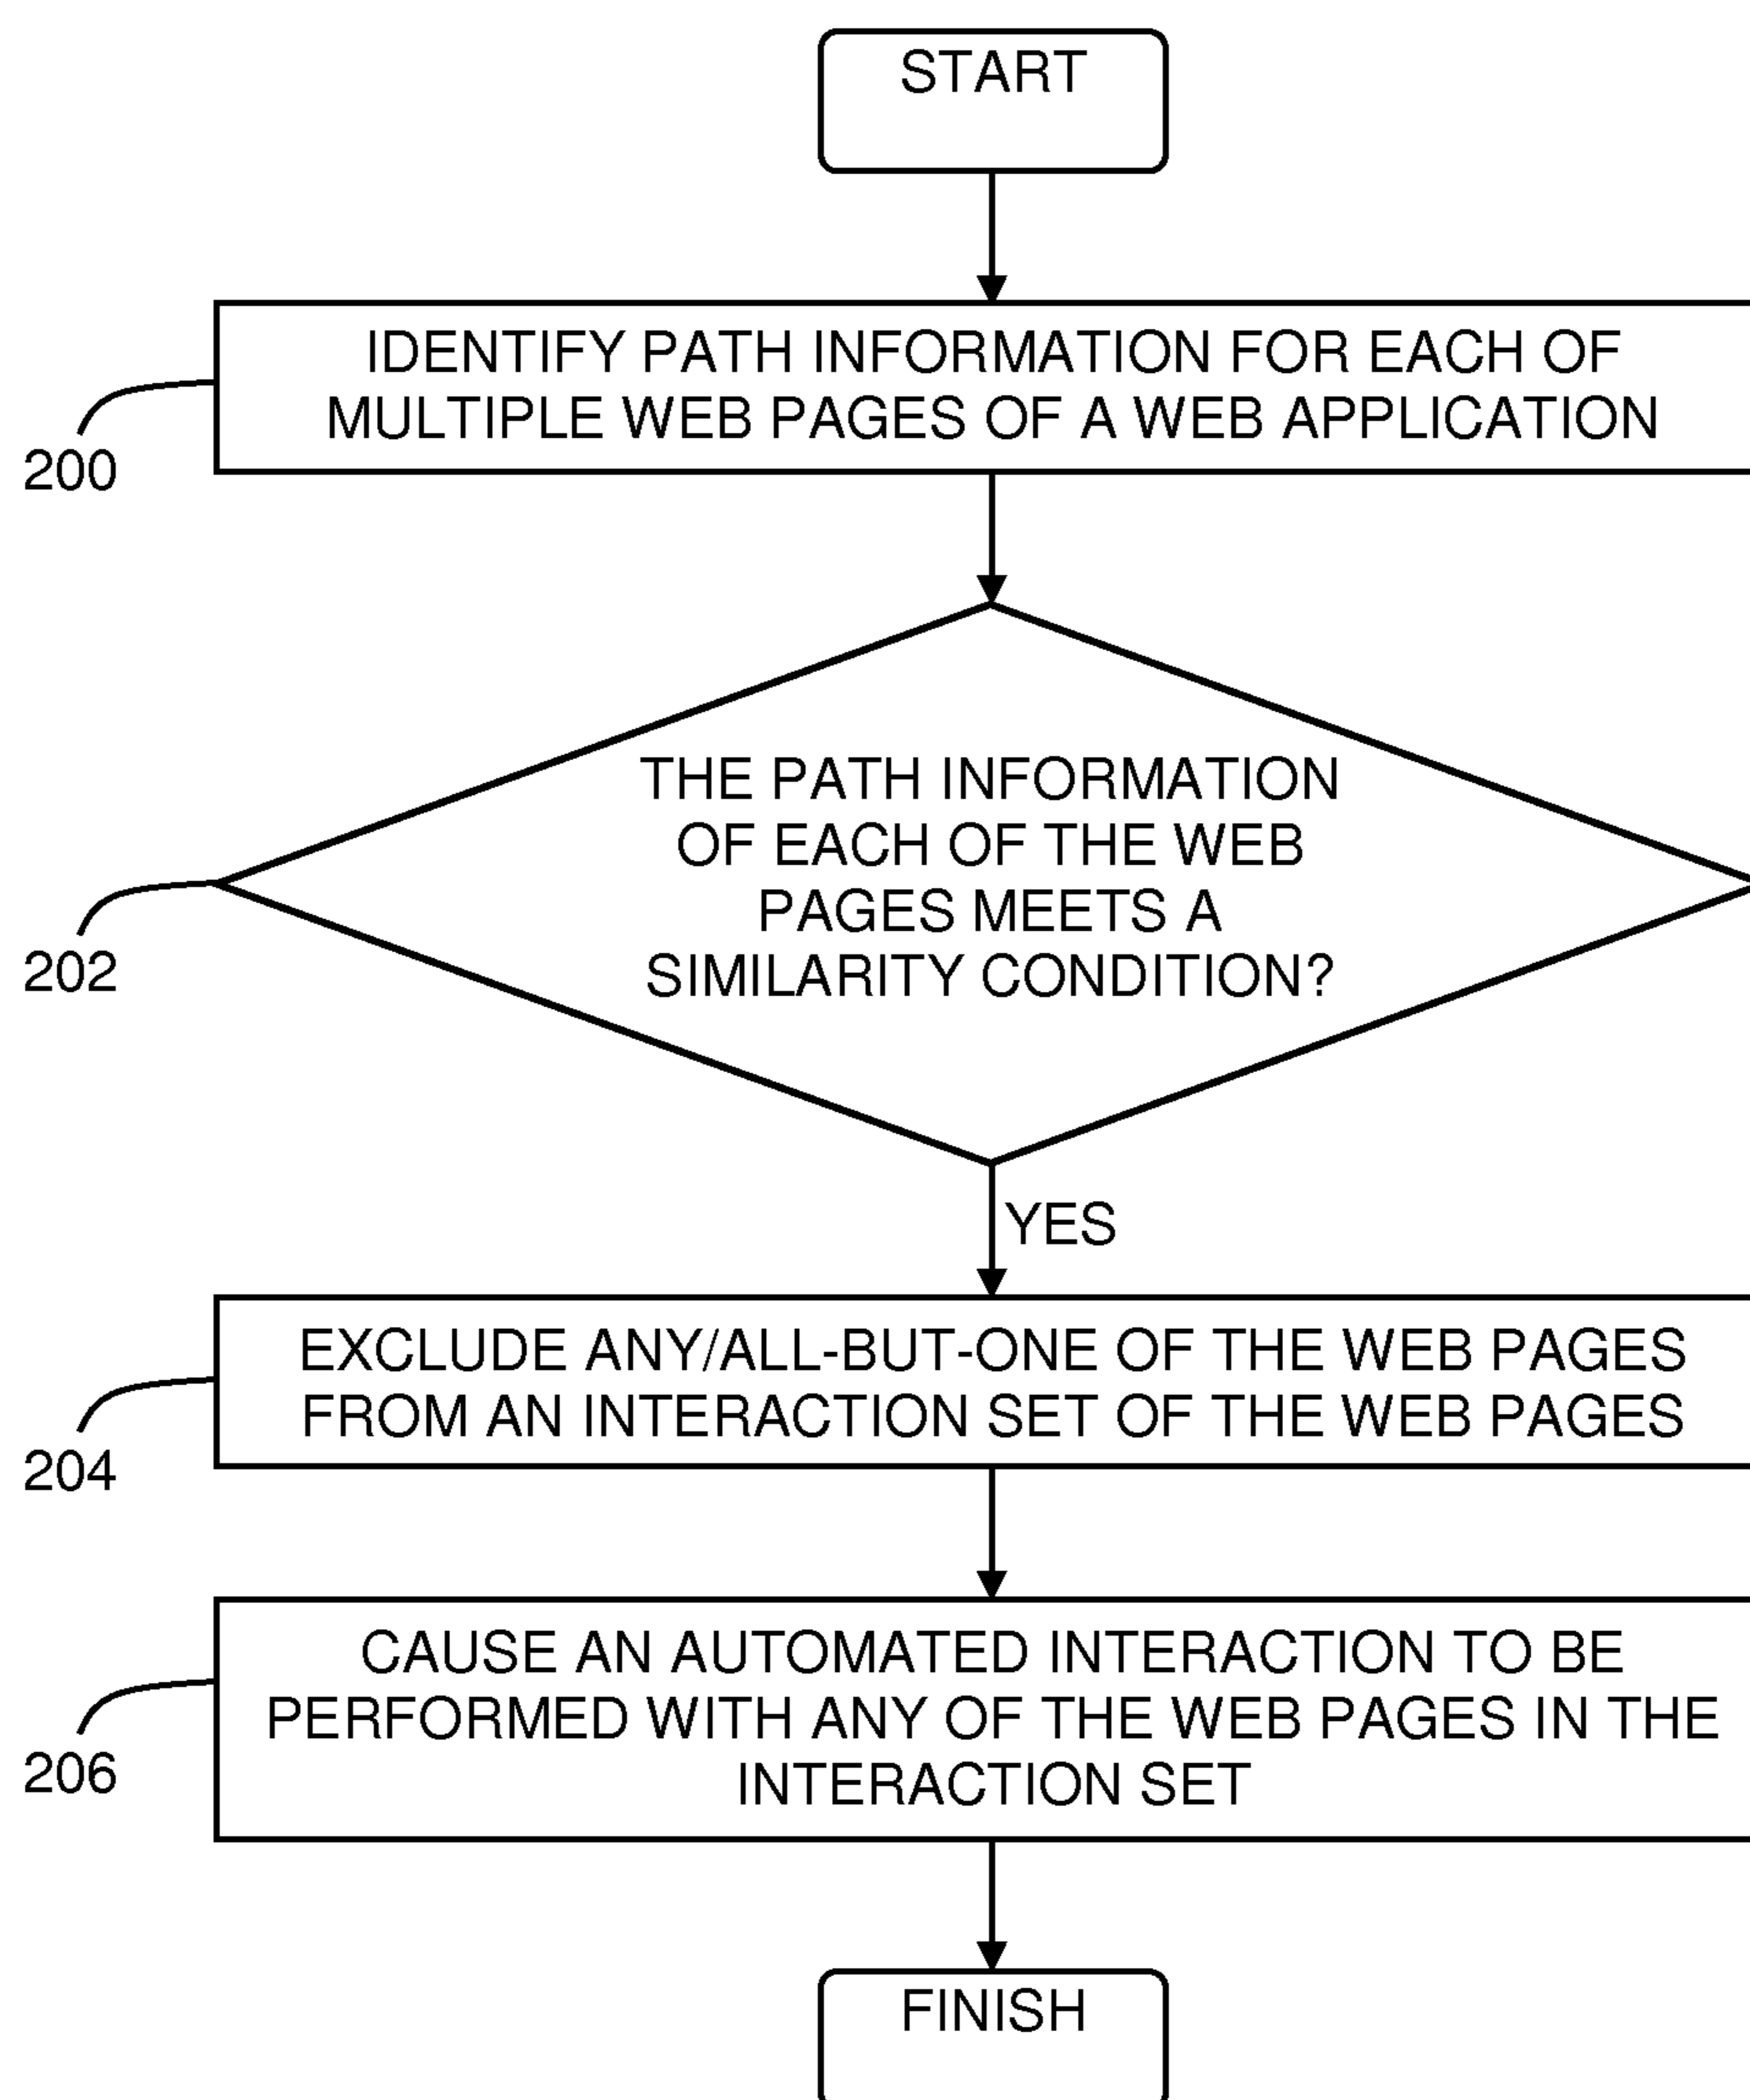 START
IDENTIFY PATH INFORMATION FOR EACH OF
MULTIPLE WEB PAGES OF A WEB APPLICATION
200
THE PATH INFORMATION
OF EACH OF THE WEB
PAGES MEETS A
SIMILARITY CONDITION?
202
YES
EXCLUDE ANY/ALL-BUT-ONE OF THE WEB PAGES
FROM AN INTERACTION SET OF THE WEB PAGES
204
CAUSE AN AUTOMATED INTERACTION TO BE
PERFORMED WITH ANY OF THE WEB PAGES IN THE
INTERACTION SET
206
FINISH